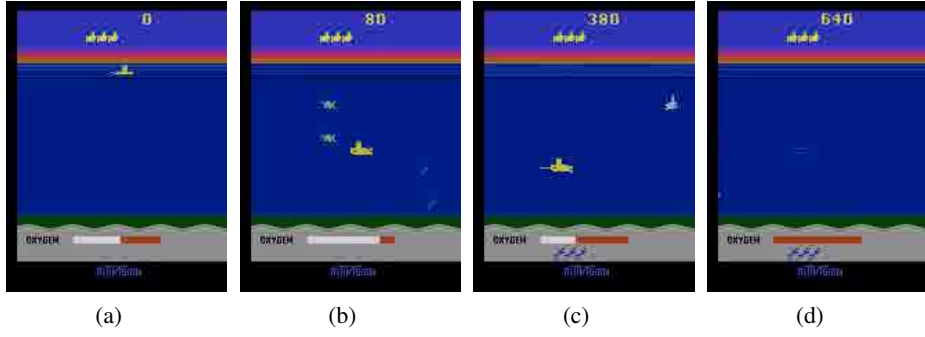 0 80 380 640
OXYGEN OXYGEN OXYGEN OXYGEN
ACTIVISION ACTIVISION ACTIVISION ACTIVISION
(a) (b) (c) (d)